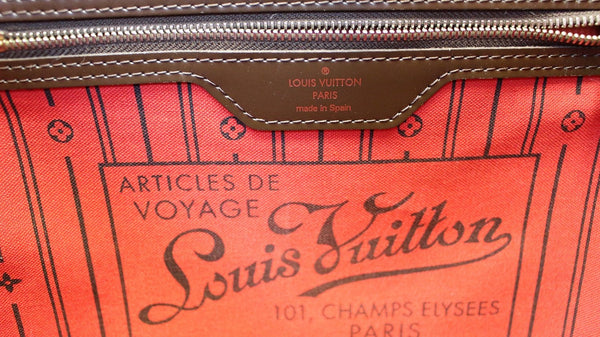 ®
LOUIS VUITTON
PARIS
made in Spain
ARTICLES DE
VOYAGE
Louis Vuitton
101, CHAMPS ELYSEES
PARIS